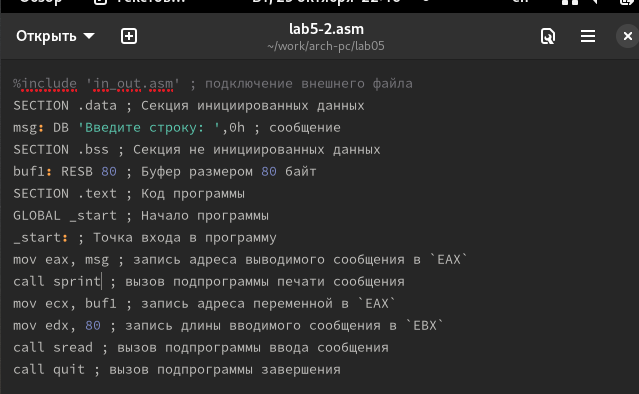 Открыть
lab5-2.asm
~/work/arch-pc/lab05
%include 'in_out.asm' ; подключение внешнего файла
SECTION .data ; Секция инициированных данных
msg: DB 'Введите строку: ',0h ; сообщение
SECTION .bss ; Секция не инициированных данных
buf1: RESB 80 ; Буфер размером 80 байт
SECTION .text ; Код программы
GLOBAL _start ; Начало программы
_start: ; Точка входа в программу
mov eax, msg ; запись адреса выводимого сообщения в `EAX`
call sprint ; вызов подпрограммы печати сообщения
mov ecx, buf1 ; запись адреса переменной в `EAX`
mov edx, 80 ; запись длины вводимого сообщения в `EBX`
call sread ; вызов подпрограммы ввода сообщения
call quit ; вызов подпрограммы завершения